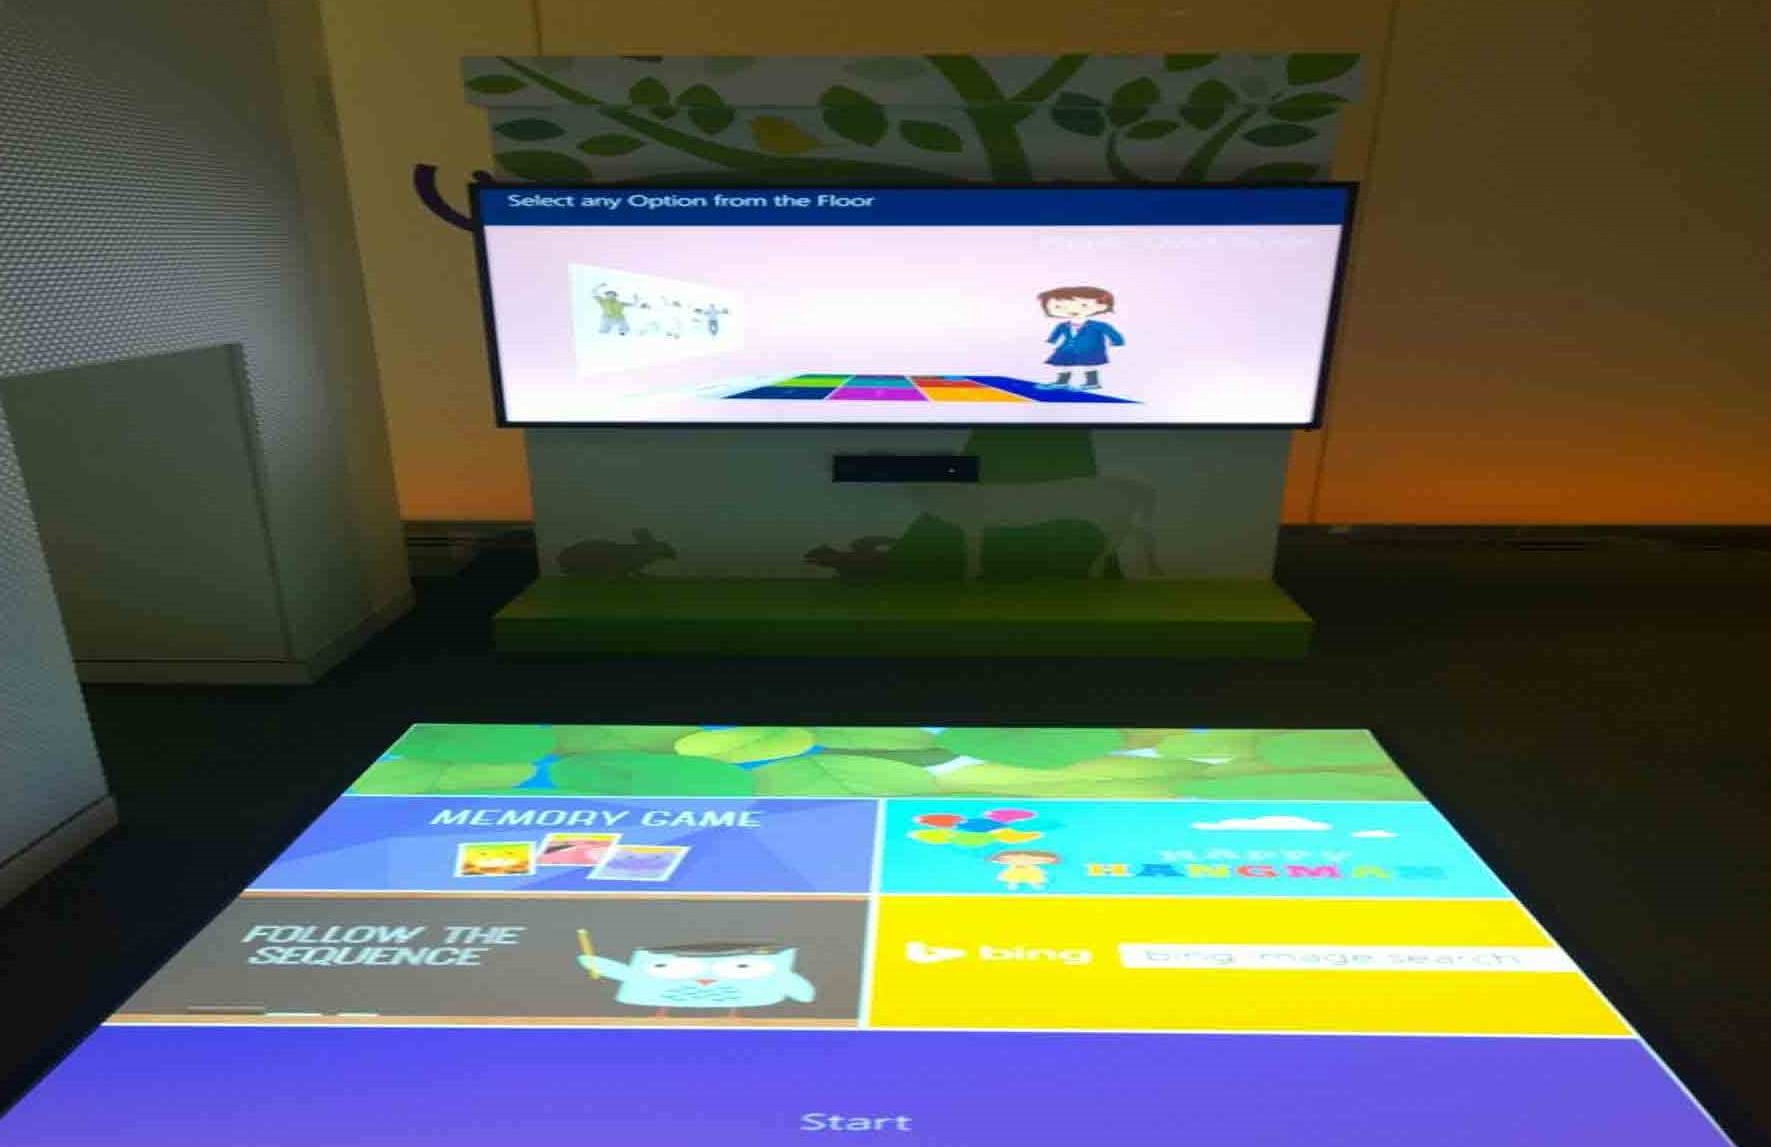 Select any Option from the Floor
MEMORY GAME
HAPPY
HANGMAN
FOLLOW THE
SEQUENCE
bing
bing image search
Start